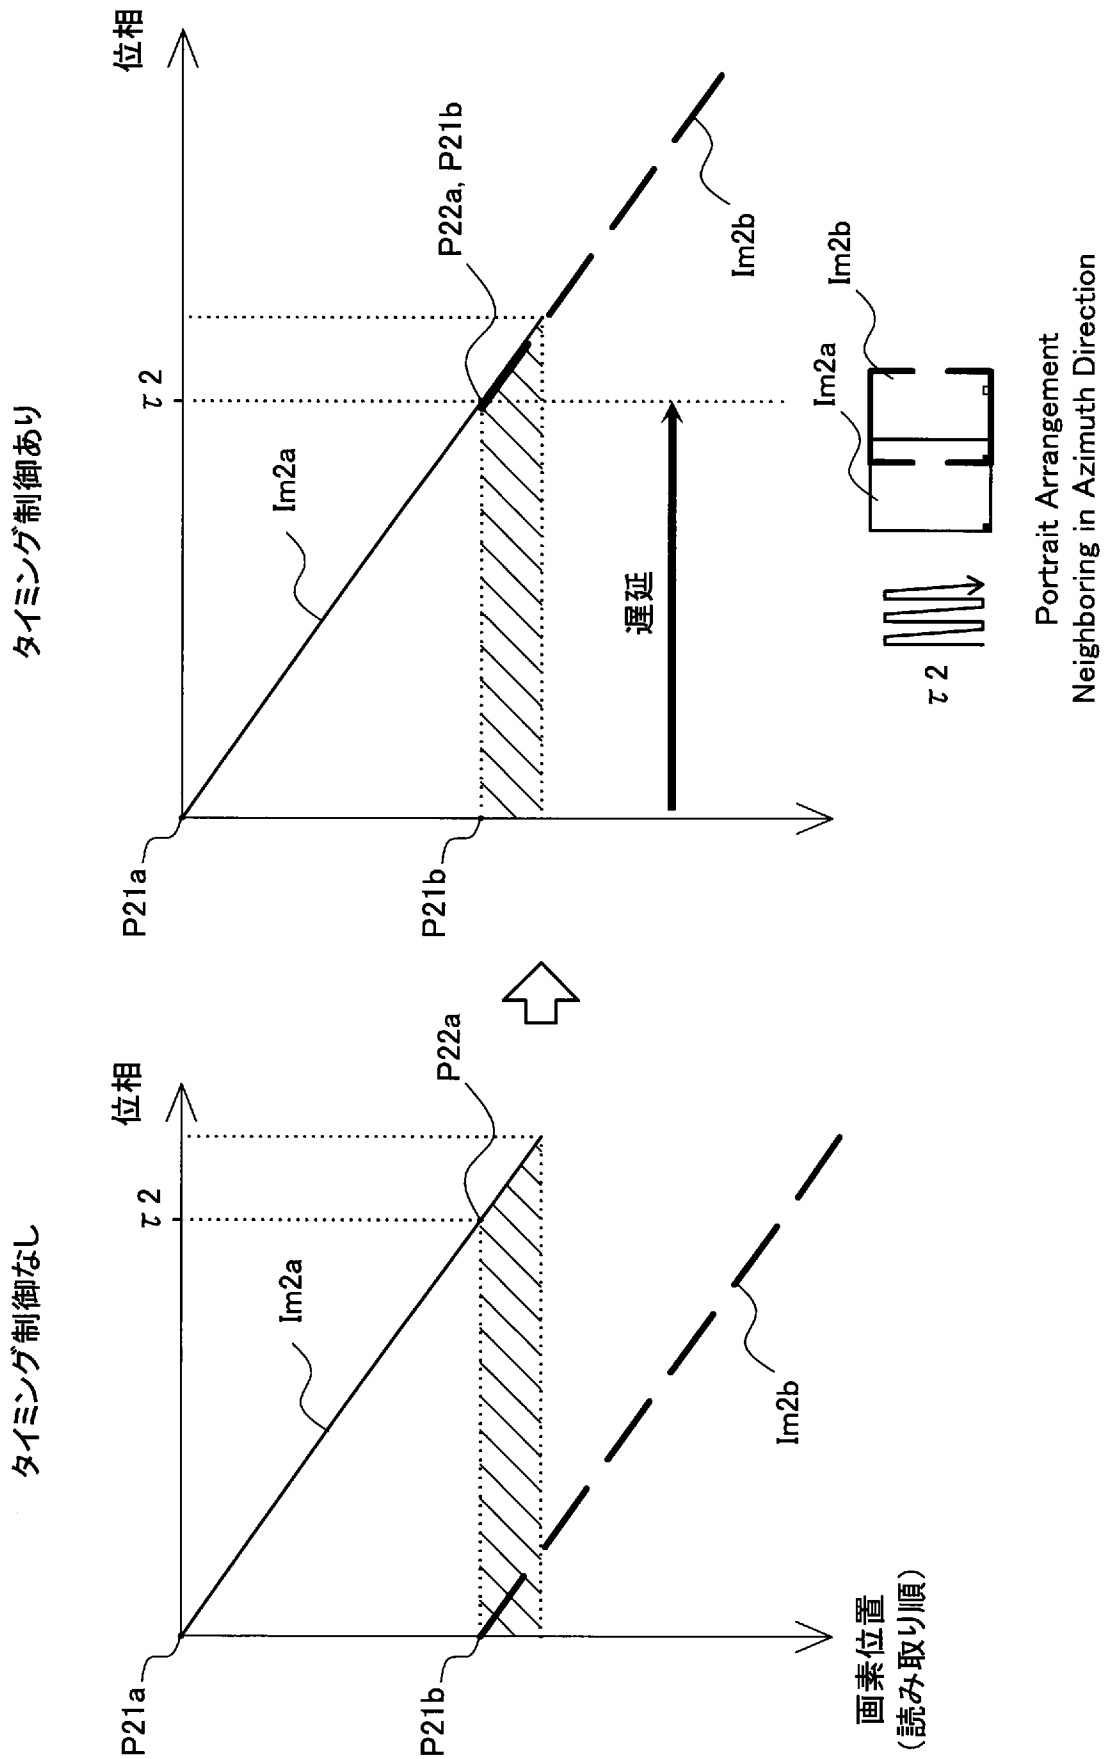 タイミング制御なし
位相
τ2
P21a
Im2a
P22a
P21b
Im2b
画素位置
(読み取り順)
タイミング制御あり
位相
τ2
P21a
Im2a
P22a, P21b
P21b
Im2b
遅延
τ2
Im2a
Im2b
Portrait Arrangement
Neighboring in Azimuth Direction